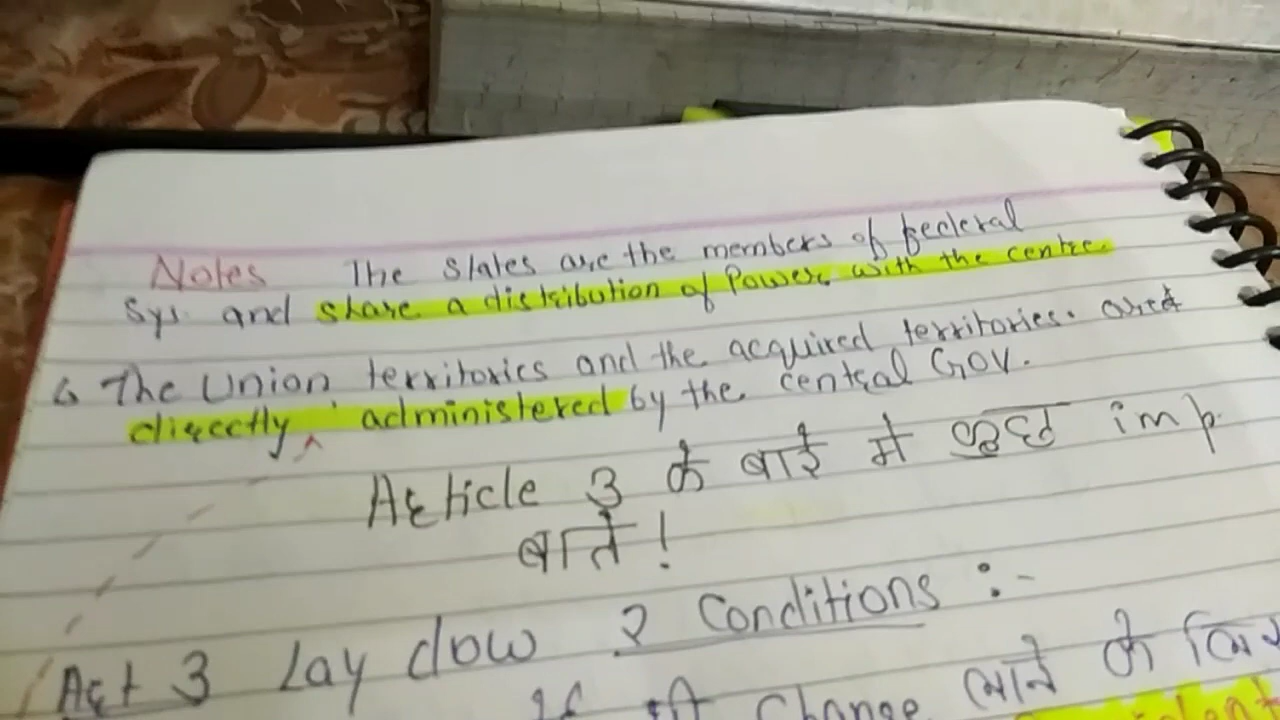 Notes The States are the members of federal
Sys. and share a distribution of Power with the centre.
The Union territories and the acquired territories. are
directly administered by the central Gov.
Article 3 के बारे में कुछ imp.
बातें!
Act 3 Lay dow 2 Conditions :-
change लाने के लिए